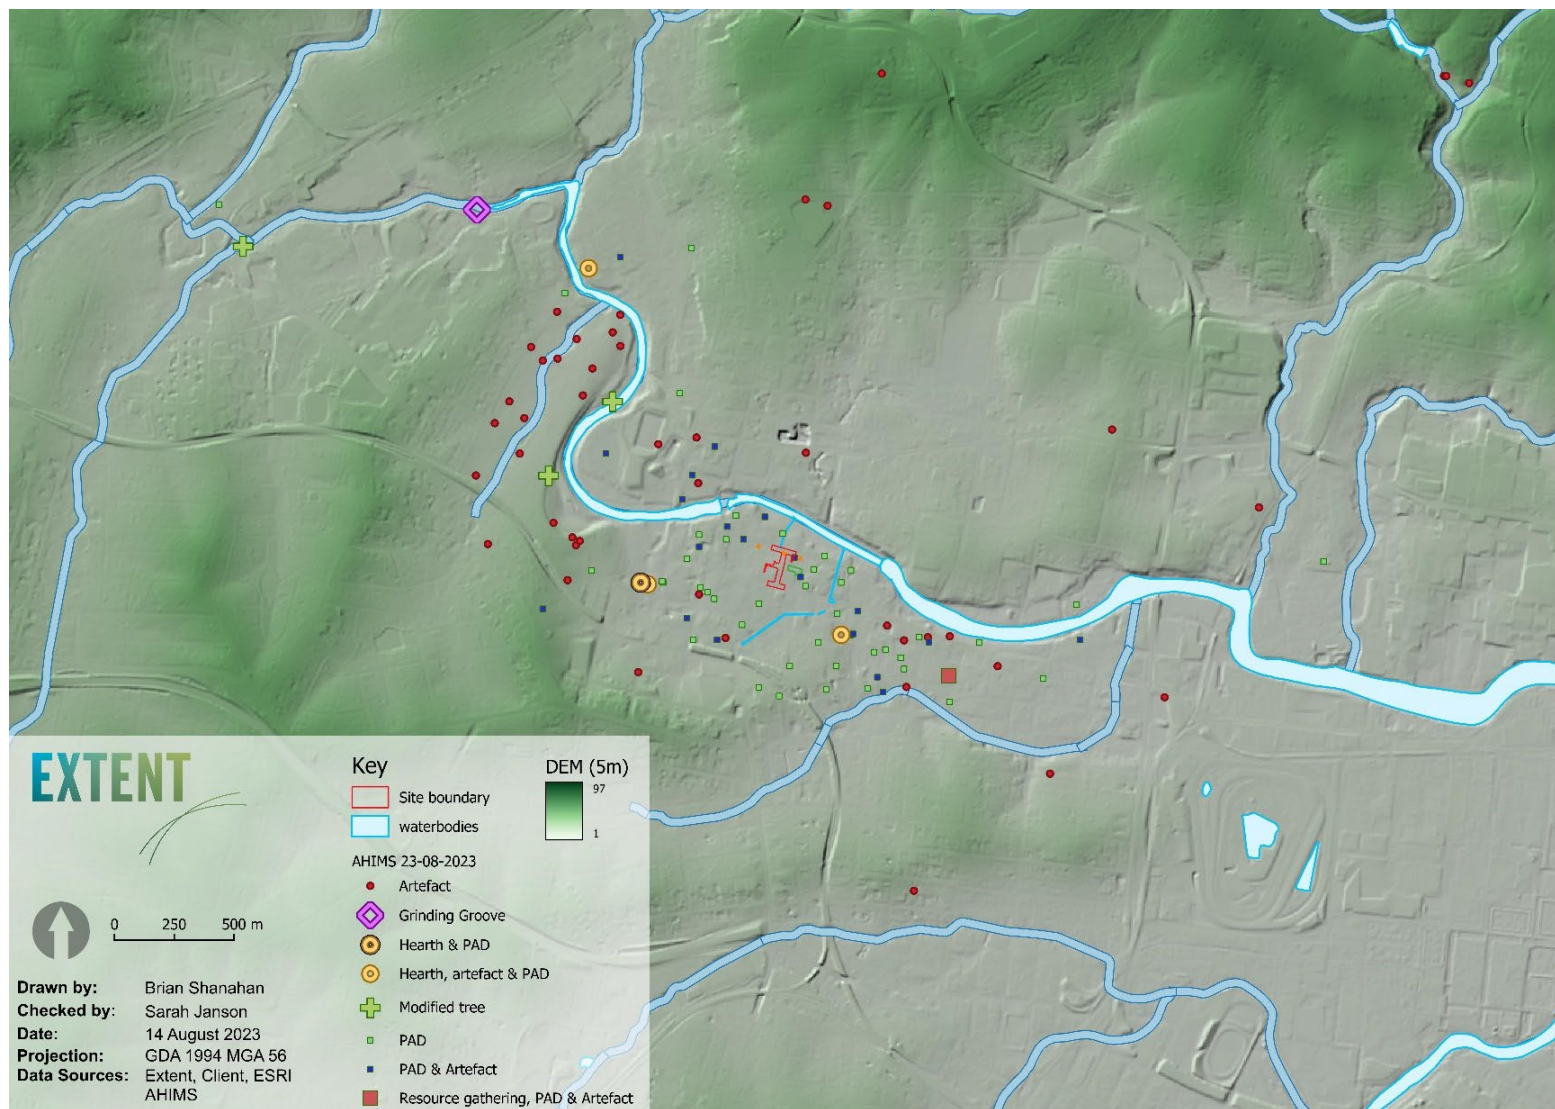 EXTENT
Key
Site boundary
waterbodies
DEM (5m)
97
1
AHIMS 23-08-2023
Artefact
Grinding Groove
Hearth & PAD
Hearth, artefact & PAD
Modified tree
PAD
PAD & Artefact
Resource gathering, PAD & Artefact
0 250 500 m
Drawn by: Brian Shanahan
Checked by: Sarah Janson
Date: 14 August 2023
Projection: GDA 1994 MGA 56
Data Sources: Extent, Client, ESRI
AHIMS